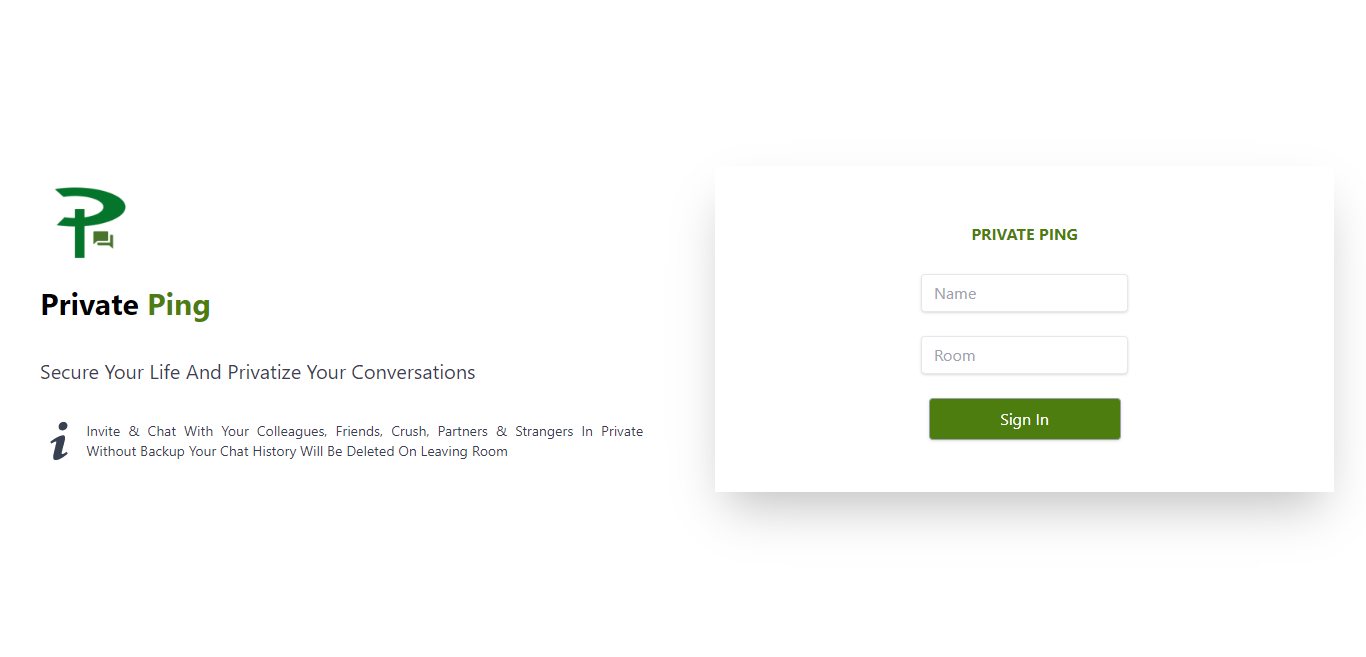 Private Ping
Secure Your Life And Privatize Your Conversations
Invite & Chat With Your Colleagues, Friends, Crush, Partners & Strangers In Private
Without Backup Your Chat History Will Be Deleted On Leaving Room
PRIVATE PING
Name
Room
Sign In